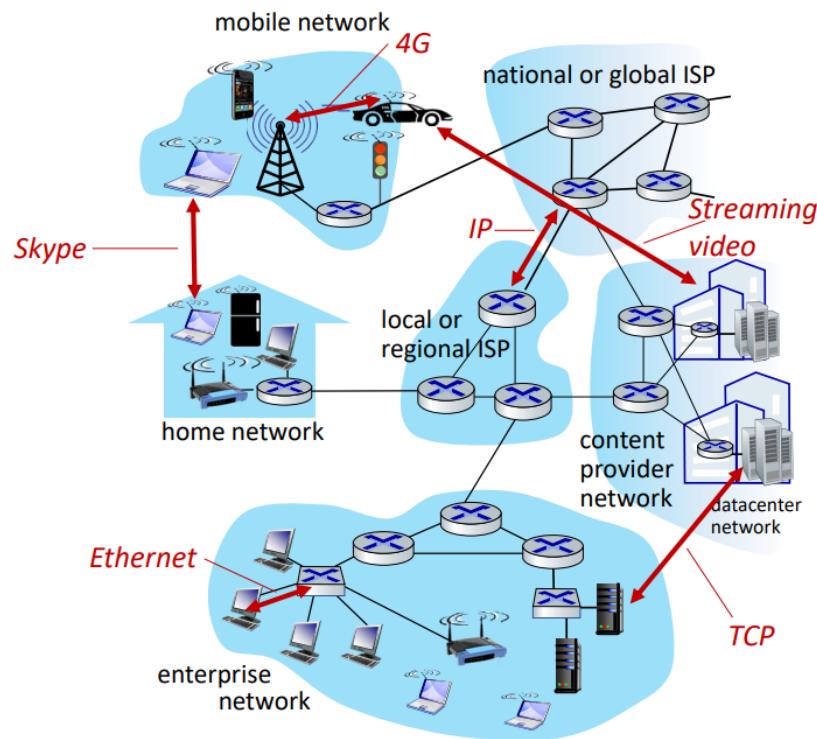 mobile network
4G
national or global ISP
Skype
IP
Streaming
video
local or
regional ISP
home network
content
provider
network
datacenter
network
Ethernet
TCP
enterprise
network